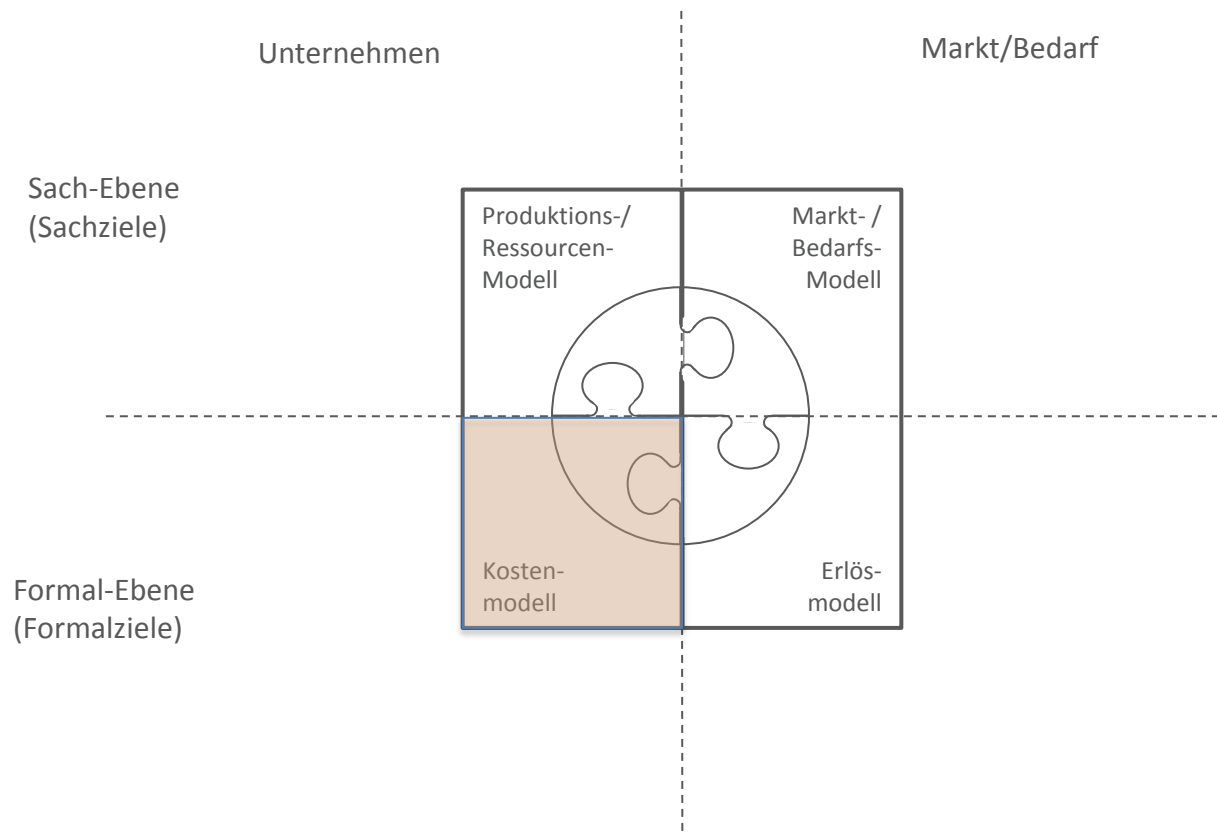 Unternehmen
Markt/Bedarf
Sach-Ebene
(Sachziele)
Produktions-/
Ressourcen-
Modell
Markt- /
Bedarfs-
Modell
Formal-Ebene
(Formalziele)
Kosten-
modell
Erlös-
modell